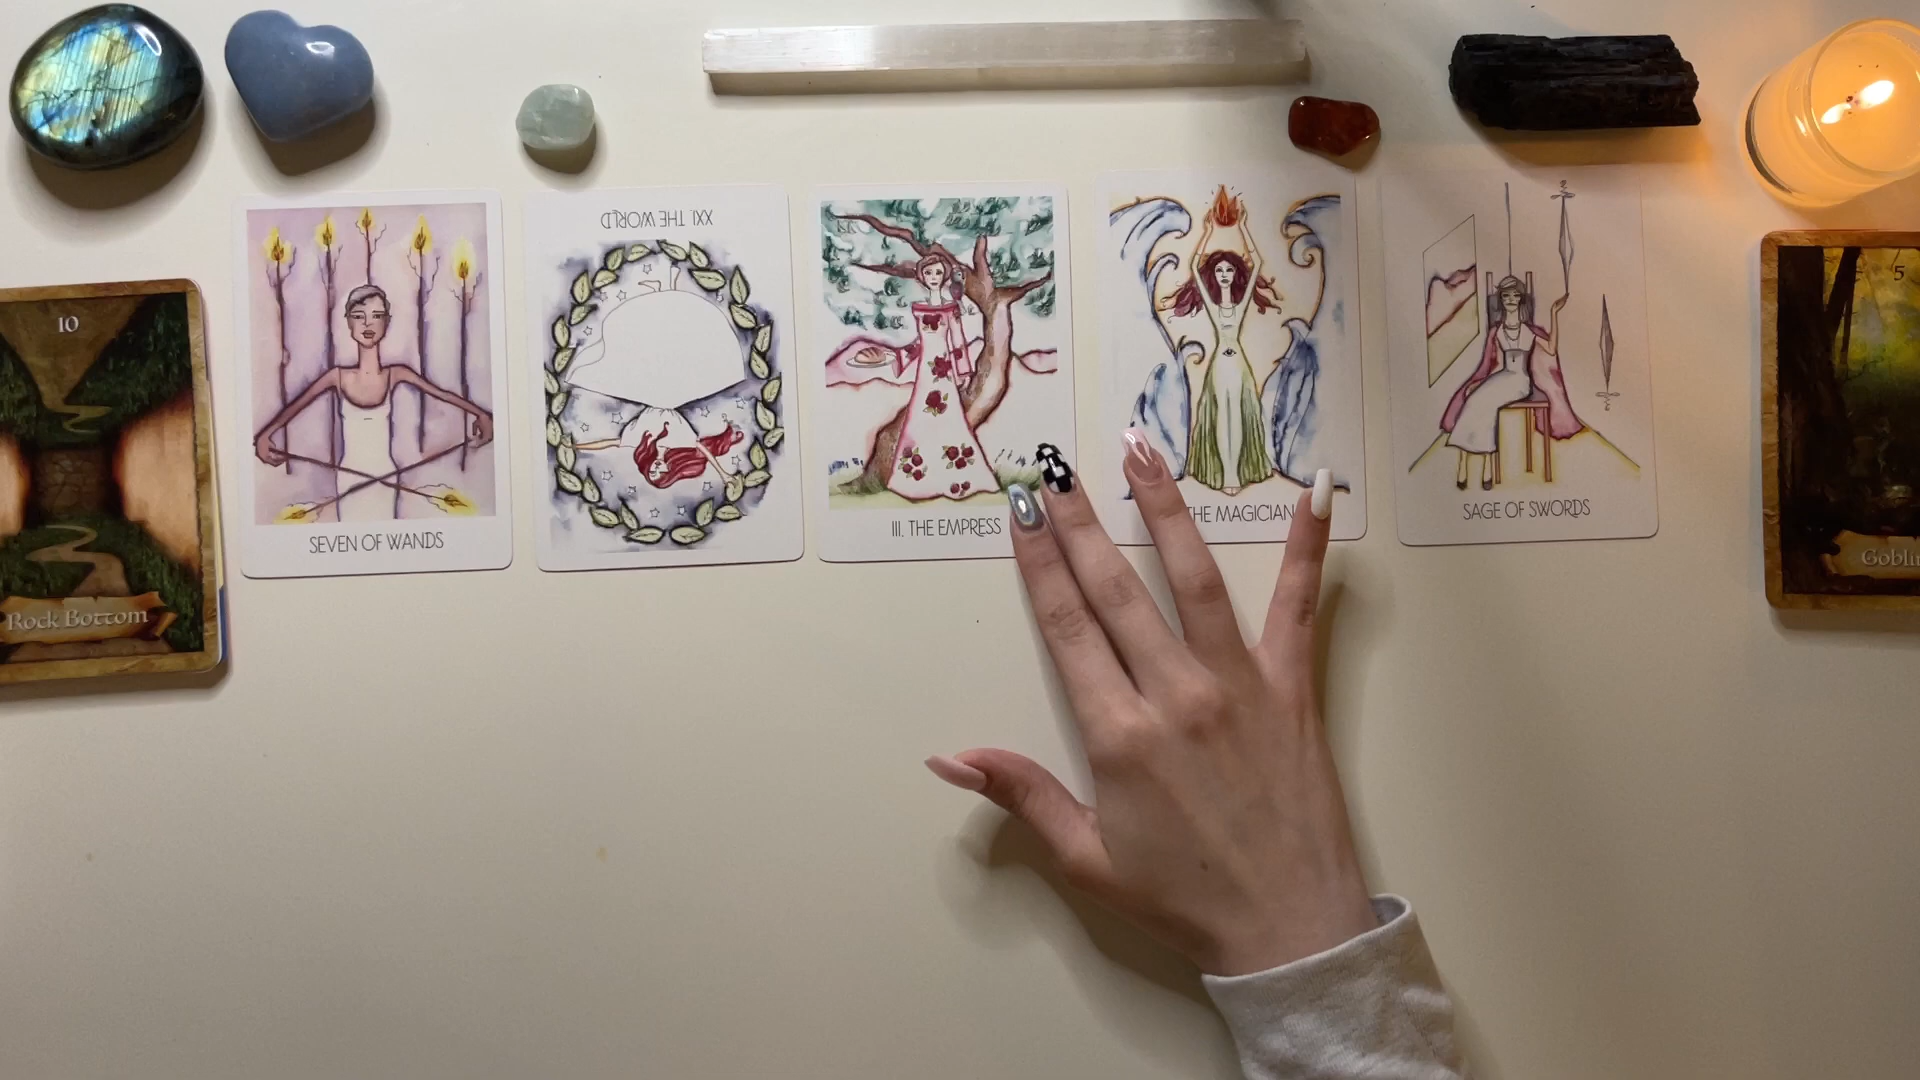 10
Rock Bottom
SEVEN OF WANDS
XXI. THE WORLD
III. THE EMPRESS
THE MAGICIAN
SAGE OF SWORDS
5